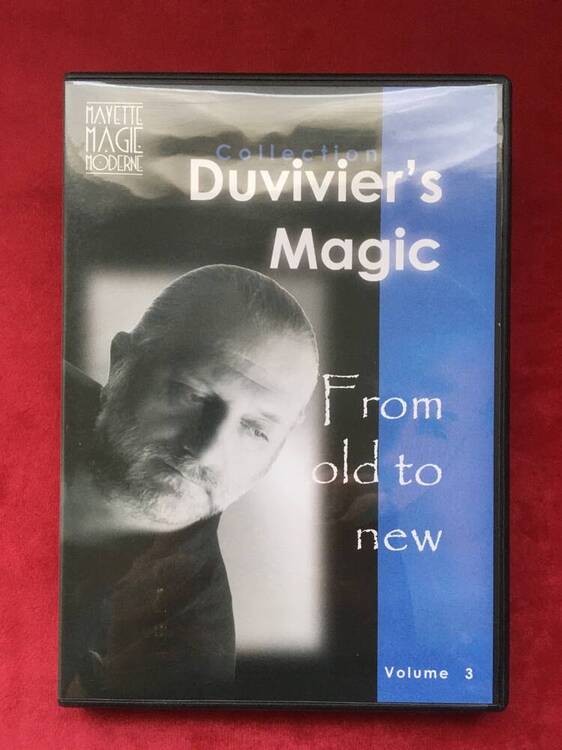 MAYETTE
MAGIE
MODERNE
Collection
Duvivier's
Magic
From
old to
new
Volume 3